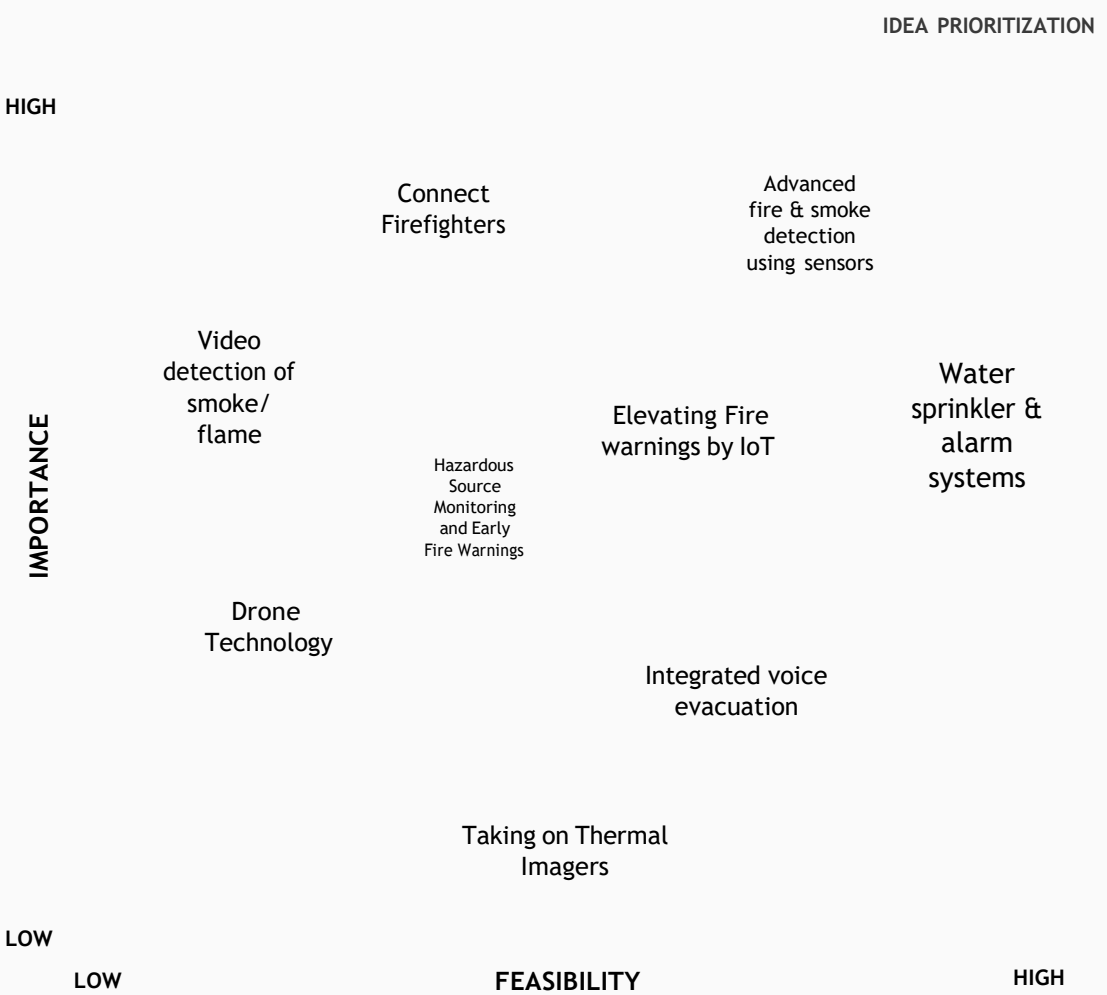 IDEA PRIORITIZATION
HIGH
Connect
Firefighters
Advanced
fire & smoke
detection
using sensors
Video
detection of
smoke/
flame
Elevating Fire
warnings by IoT
Water
sprinkler &
alarm
systems
IMPORTANCE
Hazardous
Source
Monitoring
and Early
Fire Warnings
Drone
Technology
Integrated voice
evacuation
Taking on Thermal
Imagers
LOW
LOW
FEASIBILITY
HIGH